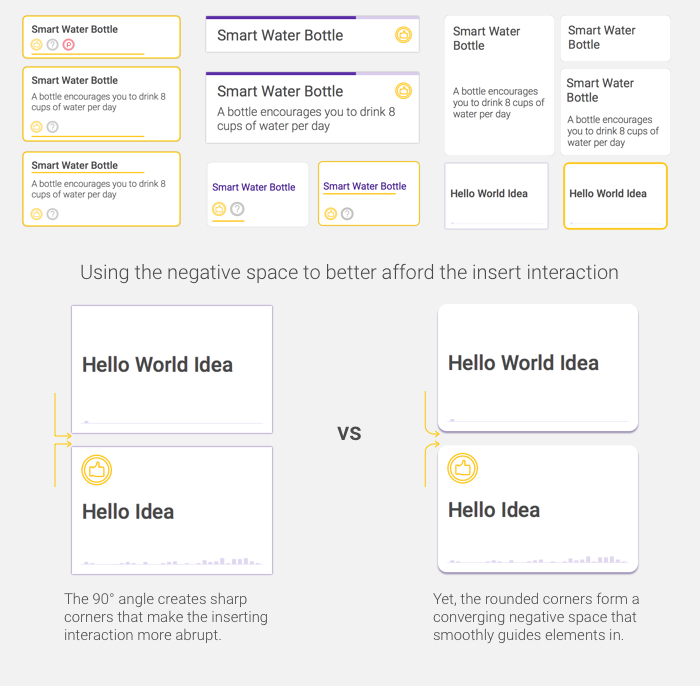 Smart Water Bottle
?
P
Smart Water Bottle
A bottle encourages you to drink 8
cups of water per day
?
Smart Water Bottle
A bottle encourages you to drink 8
cups of water per day
?
Smart Water Bottle
Smart Water Bottle
A bottle encourages you to drink 8
cups of water per day
Smart Water Bottle
?
Smart Water Bottle
?
Smart Water
Bottle
A bottle encourages
you to drink 8 cups of
water per day
Smart Water
Bottle
Smart Water
Bottle
A bottle encourages
you to drink 8 cups of
water per day
Hello World Idea
Hello World Idea
Using the negative space to better afford the insert interaction
Hello World Idea
Hello Idea
VS
Hello World Idea
Hello Idea
The 90° angle creates sharp
corners that make the inserting
interaction more abrupt.
Yet, the rounded corners form a
converging negative space that
smoothly guides elements in.